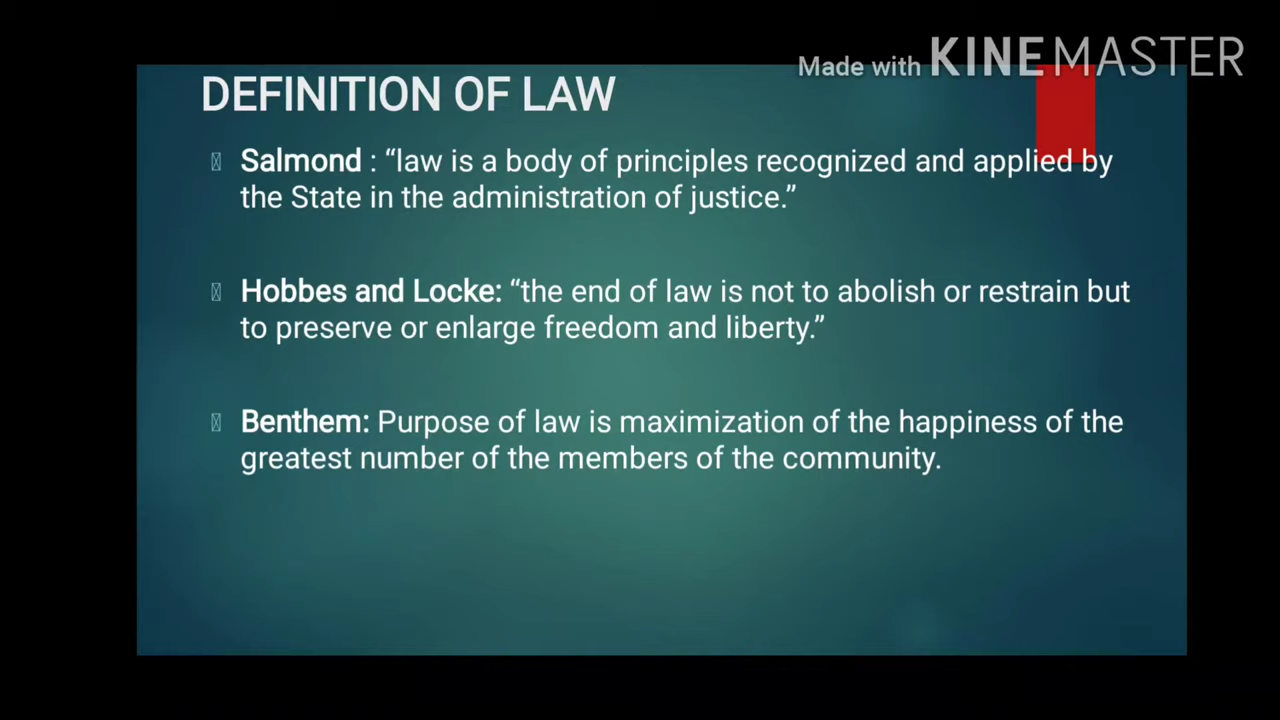 Made with KINEMASTER
DEFINITION OF LAW
Salmond : “law is a body of principles recognized and applied by
the State in the administration of justice.”
Hobbes and Locke: “the end of law is not to abolish or restrain but
to preserve or enlarge freedom and liberty.”
Benthem: Purpose of law is maximization of the happiness of the
greatest number of the members of the community.